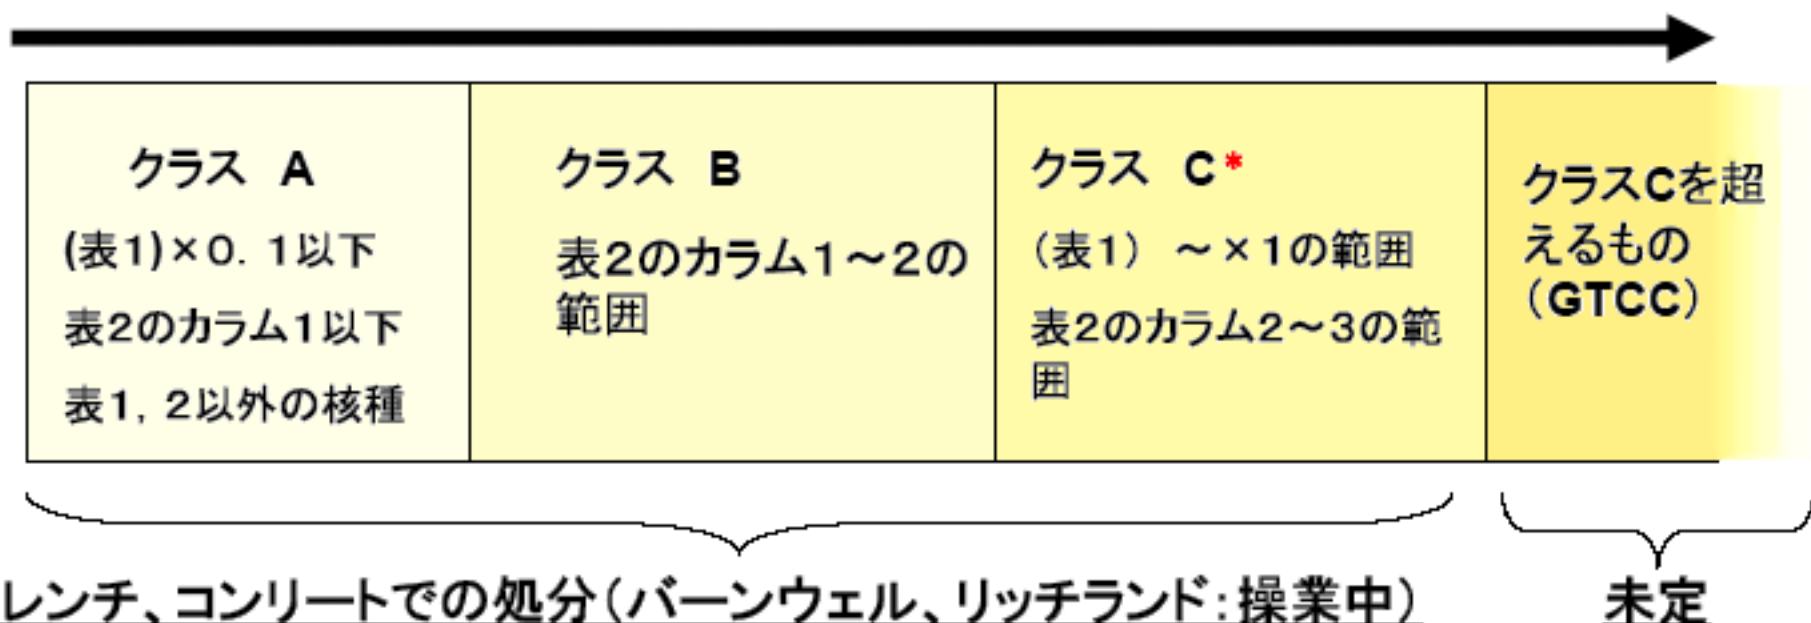 クラス A
(表1)×0.1以下
表2のカラム1以下
表1,2以外の核種
クラス B
表2のカラム1～2の
範囲
クラス C*
(表1) ～×1の範囲
表2のカラム2～3の範
囲
クラスCを超
えるもの
(GTCC)
レンチ、コンリートでの処分(バーンウェル、リッチランド:操業中)
未定